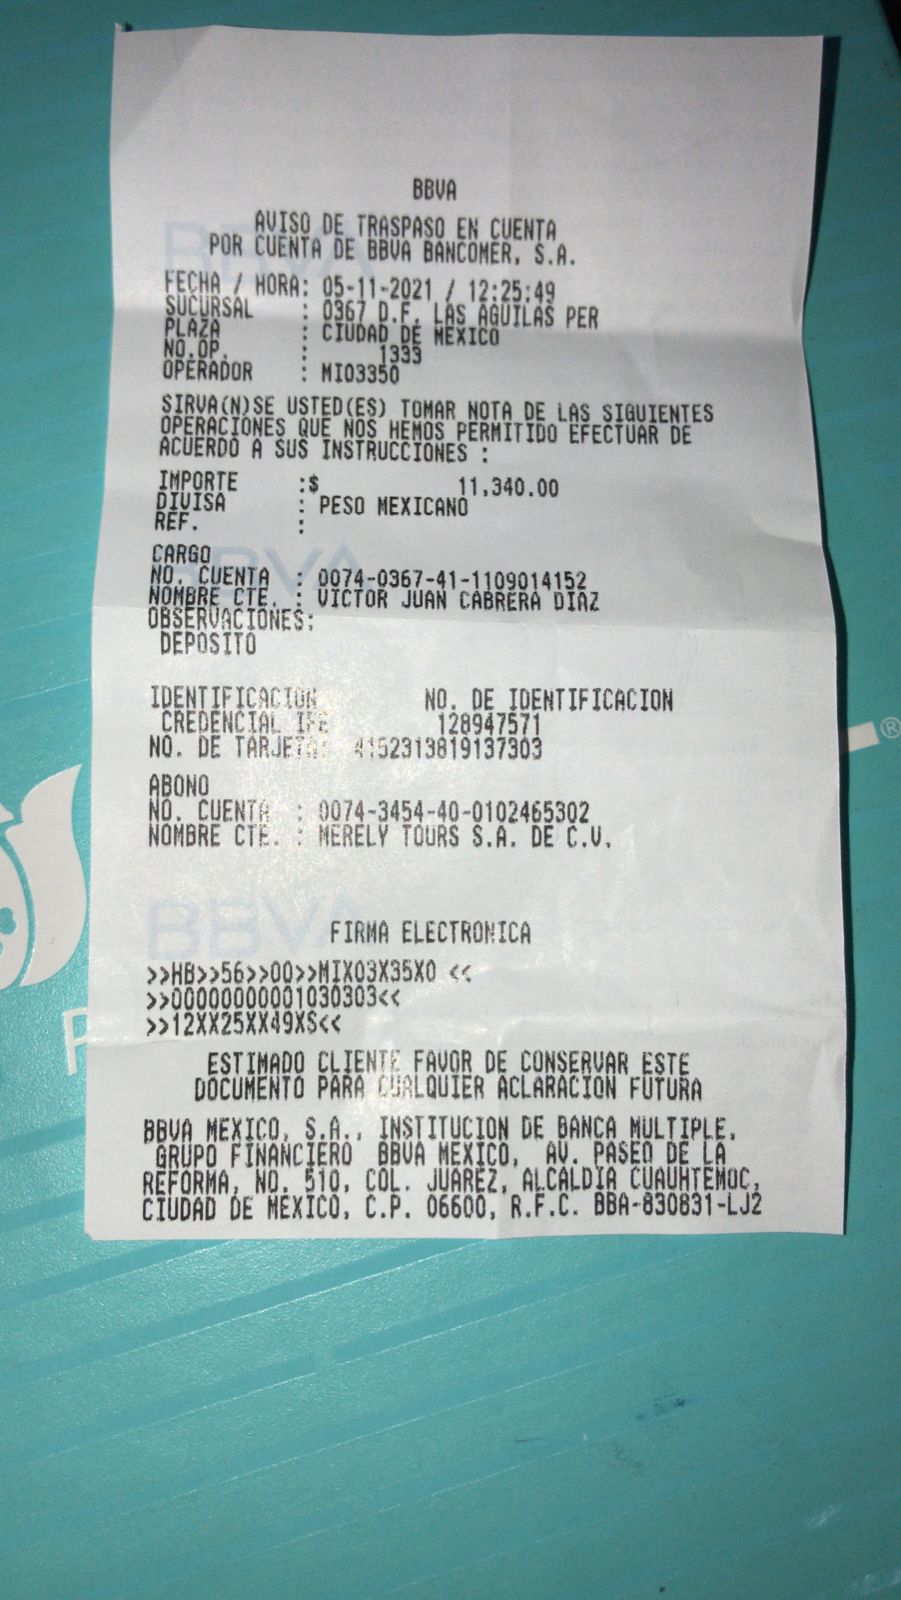 BBVA
AVISO DE TRASPASO EN CUENTA
POR CUENTA DE BBVA BANCOMER, S.A.
FECHA / HORA: 05-11-2021 / 12:25:49
SUCURSAL : 0367 D.F. LAS AGUILAS PER
PLAZA : CIUDAD DE MEXICO
NO.OP. : 1333
OPERADOR : MI03350
SIRVA(N)SE USTED(ES) TOMAR NOTA DE LAS SIGUIENTES
OPERACIONES QUE NOS HEMOS PERMITIDO EFECTUAR DE
ACUERDO A SUS INSTRUCCIONES :
IMPORTE :$ 11,340.00
DIVISA : PESO MEXICANO
REF. :
CARGO
NO. CUENTA : 0074-0367-41-1109014152
NOMBRE CTE. : VICTOR JUAN CABRERA DIAZ
OBSERVACIONES:
DEPOSITO
IDENTIFICACION NO. DE IDENTIFICACION
CREDENCIAL IFE 128947571
NO. DE TARJETA: 4152313819137303
ABONO
NO. CUENTA : 0074-3454-40-0102465302
NOMBRE CTE. : MERELY TOURS S.A. DE C.V.
BBVA
FIRMA ELECTRONICA
>>HB>>56>>00>>MIX03X35X0 <<
>>00000000001030303<<
>>12XX25XX49XS<<
ESTIMADO CLIENTE FAVOR DE CONSERVAR ESTE
DOCUMENTO PARA CUALQUIER ACLARACION FUTURA
BBVA MEXICO, S.A., INSTITUCION DE BANCA MULTIPLE,
GRUPO FINANCIERO BBVA MEXICO, AV. PASEO DE LA
REFORMA, NO. 510, COL. JUAREZ, ALCALDIA CUAUHTEMOC,
CIUDAD DE MEXICO, C.P. 06600, R.F.C. BBA-830831-LJ2